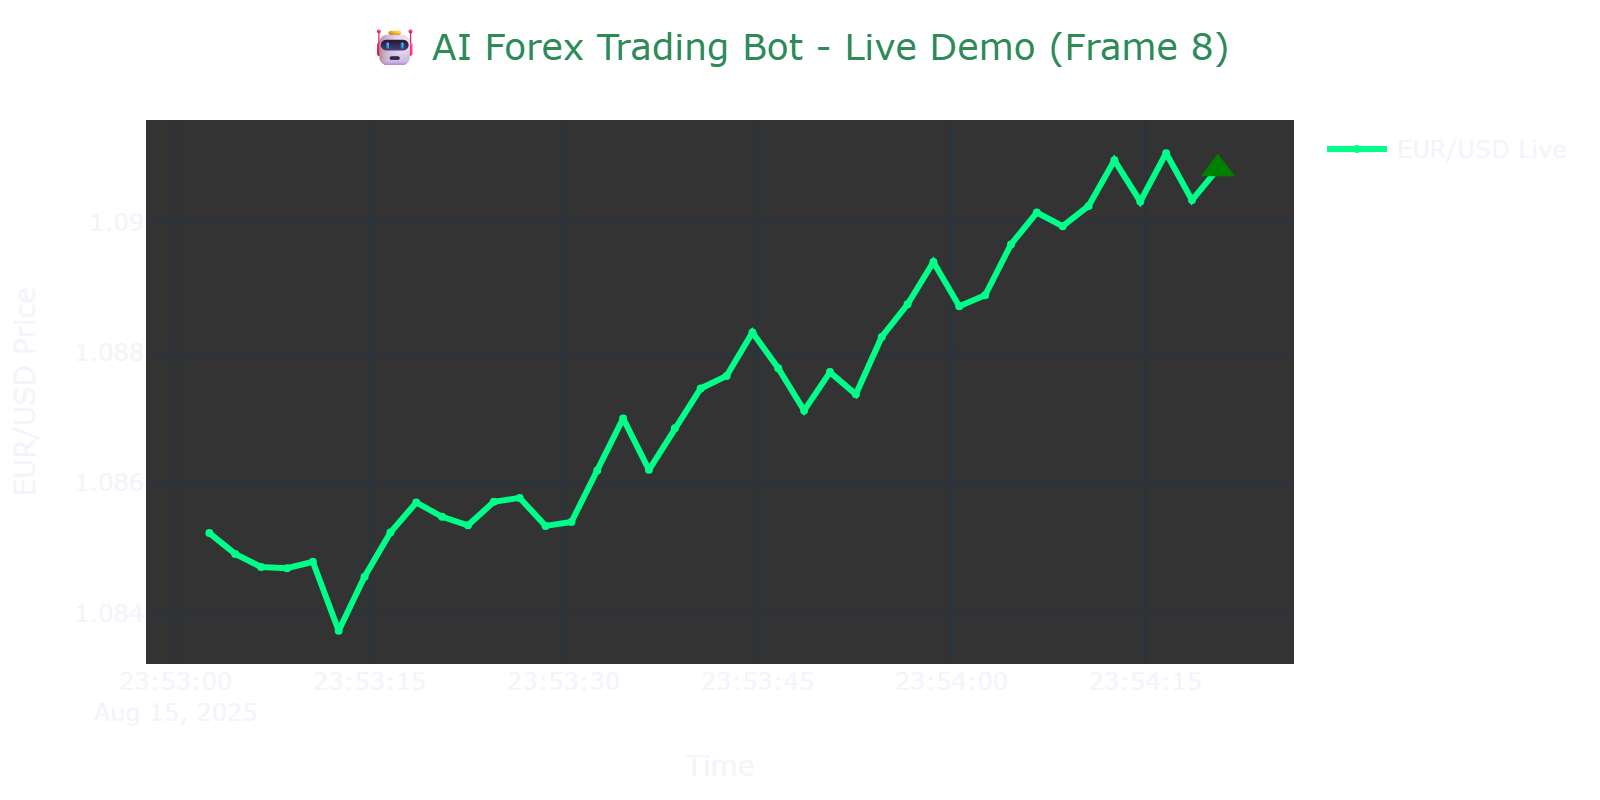 🤖 AI Forex Trading Bot - Live Demo (Frame 8)
EUR/USD Live
EUR/USD Price
1.09
1.088
1.086
1.084
23:53:00 23:53:15 23:53:30 23:53:45 23:54:00 23:54:15
Aug 15, 2025
Time